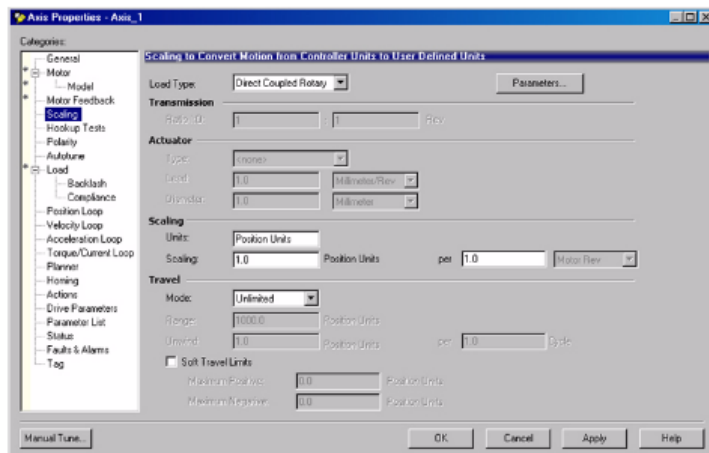 Axis Properties - Axis_1
Categories:
General
Motor
Model
Motor Feedback
Scaling
Hookup Tests
Polarity
Autotune
Load
Backlash
Compliance
Position Loop
Velocity Loop
Acceleration Loop
Torque/Current Loop
Planner
Homing
Actions
Drive Parameters
Parameter List
Status
Faults & Alarms
Tag
Scaling to Convert Motion from Controller Units to User Defined Units
Load Type: Direct Coupled Rotary Parameters...
Transmission
Ratio I:O: 1 : 1 Rev
Actuator
Type: <none>
Lead: 1.0 Millimeter/Rev
Diameter: 1.0 Millimeter
Scaling
Units: Position Units
Scaling: 1.0 Position Units per 1.0 Motor Rev
Travel
Mode: Unlimited
Range: 1000.0 Position Units
Unwind: 1.0 Position Units per 1.0 Cycle
Soft Travel Limits
Maximum Positive: 0.0 Position Units
Maximum Negative: 0.0 Position Units
Manual Tune... OK Cancel Apply Help